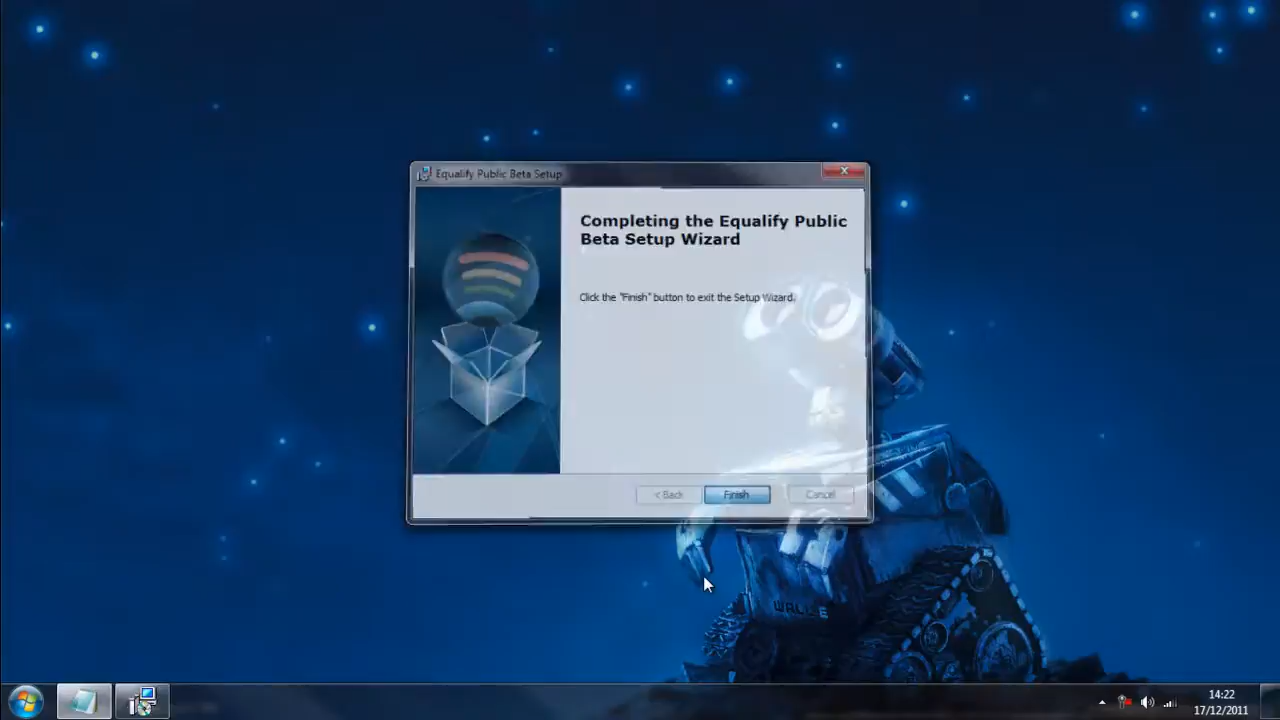 Equalify Public Beta Setup
Completing the Equalify Public
Beta Setup Wizard
Click the "Finish" button to exit the Setup Wizard.
< Back
Finish
Cancel
WALL·E
14:22
17/12/2011